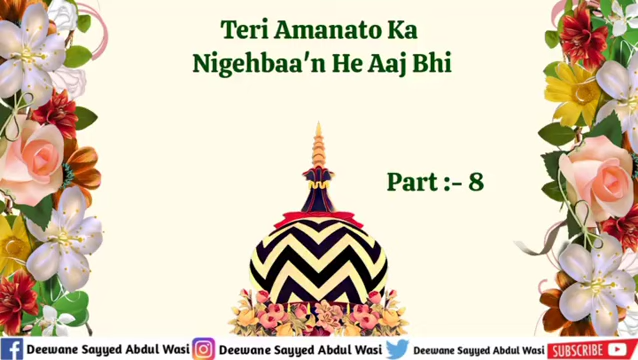 Teri Amanato Ka
Nigehbaa'n He Aaj Bhi
Part :- 8
Deewane Sayyed Abdul Wasi Deewane Sayyed Abdul Wasi Deewane Sayyed Abdul Wasi SUBSCRIBE